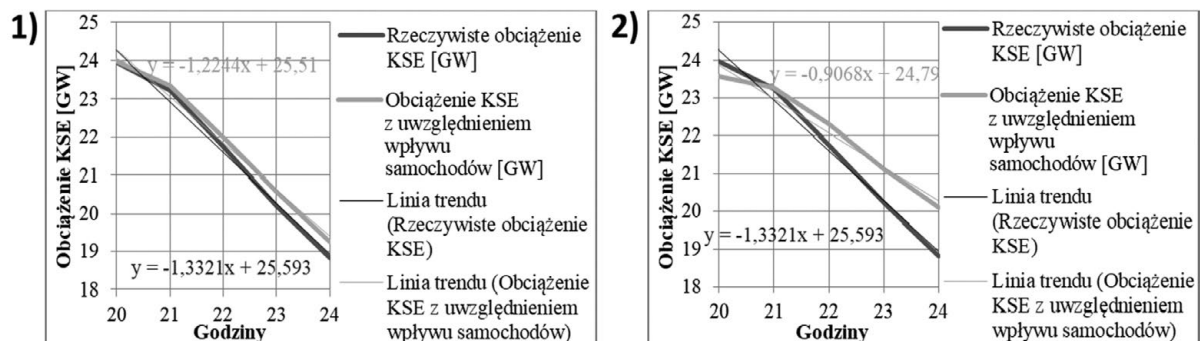 1)
Obciążenie KSE [GW]
25
24
23
22
21
20
19
18
y = -1,2244x + 25,51
y = -1,3321x + 25,593
20 21 22 23 24
Godziny
Rzeczywiste obciążenie
KSE [GW]
Obciążenie KSE
z uwzględnieniem
wpływu
samochodów [GW]
Linia trendu
(Rzeczywiste obciążenie
KSE)
Linia trendu (Obciążenie
KSE z uwzględnieniem
wpływu samochodów)
2)
Obciążenie KSE [GW]
25
24
23
22
21
20
19
18
y = -0,9068x + 24,79
y = -1,3321x + 25,593
20 21 22 23 24
Godziny
Rzeczywiste obciążenie
KSE [GW]
Obciążenie KSE
z uwzględnieniem
wpływu
samochodów [GW]
Linia trendu
(Rzeczywiste obciążenie
KSE)
Linia trendu (Obciążenie
KSE z uwzględnieniem
wpływu samochodów)